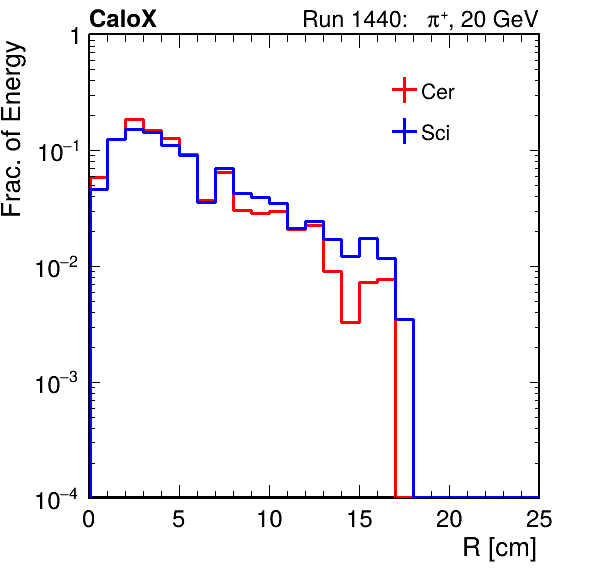 CaloX Run 1440: π⁺, 20 GeV
Frac. of Energy
Cer
Sci
1
10⁻¹
10⁻²
10⁻³
10⁻⁴
0 5 10 15 20 25
R [cm]